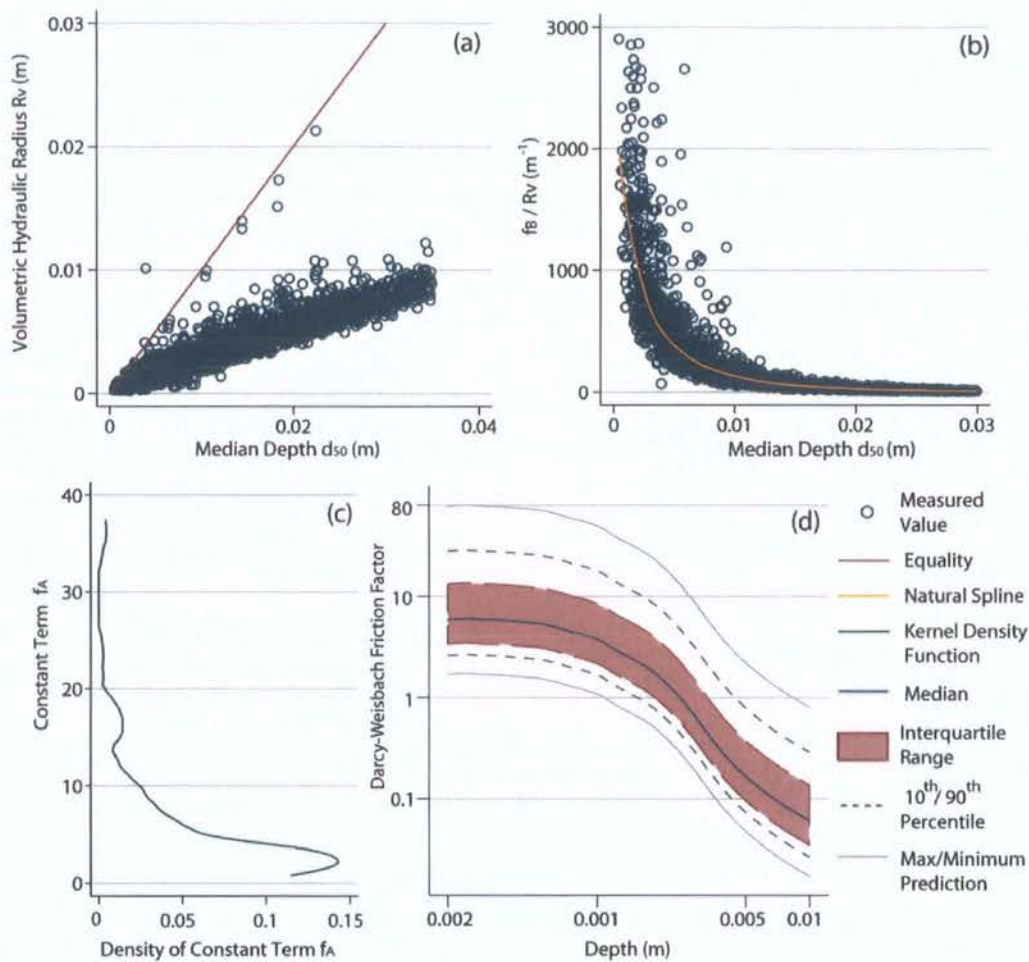 (a)
0.03
0.02
0.01
0
Volumetric Hydraulic Radius Rv (m)
0
0.02
0.04
Median Depth d50 (m)
(b)
3000
2000
1000
0
fB / Rv (m-1)
0
0.01
0.02
0.03
Median Depth d50 (m)
(c)
40
30
20
10
0
Constant Term fA
0
0.05
0.1
0.15
Density of Constant Term fA
(d)
80
10
1
0.1
Darcy-Weisbach Friction Factor
0.002
0.001
0.005
0.01
Depth (m)
Measured
Value
Equality
Natural Spline
Kernel Density
Function
Median
Interquartile
Range
10th/90th
Percentile
Max/Minimum
Prediction